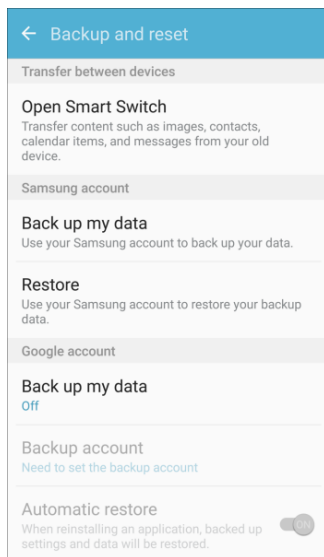 Backup and reset
Transfer between devices
Open Smart Switch
Transfer content such as images, contacts,
calendar items, and messages from your old
device.
Samsung account
Back up my data
Use your Samsung account to back up your data.
Restore
Use your Samsung account to restore your backup
data.
Google account
Back up my data
Off
Backup account
Need to set the backup account
Automatic restore
When reinstalling an application, backed up
settings and data will be restored.
ON